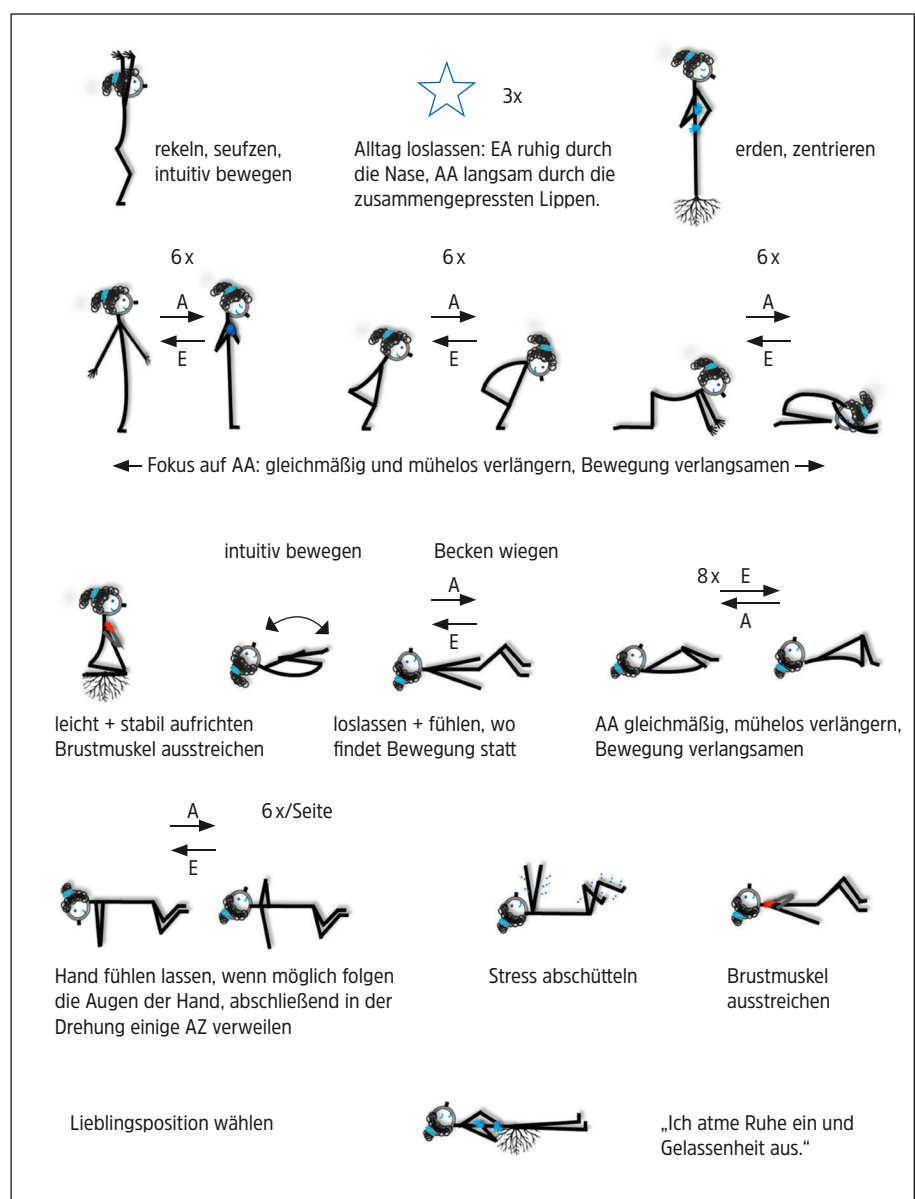 3x
rekeln, seufzen,
intuitiv bewegen
Alltag loslassen: EA ruhig durch
die Nase, AA langsam durch die
zusammengepressten Lippen.
erden, zentrieren
6 x
A
E
6 x
A
E
6 x
A
E
Fokus auf AA: gleichmäßig und mühelos verlängern, Bewegung verlangsamen
intuitiv bewegen
Becken wiegen
A
E
8 x E
A
leicht + stabil aufrichten
Brustmuskel ausstreichen
loslassen + fühlen, wo
findet Bewegung statt
AA gleichmäßig, mühelos verlängern,
Bewegung verlangsamen
A
E
6 x/Seite
Hand fühlen lassen, wenn möglich folgen
die Augen der Hand, abschließend in der
Drehung einige AZ verweilen
Stress abschütteln
Brustmuskel
ausstreichen
Lieblingsposition wählen
„Ich atme Ruhe ein und
Gelassenheit aus.“